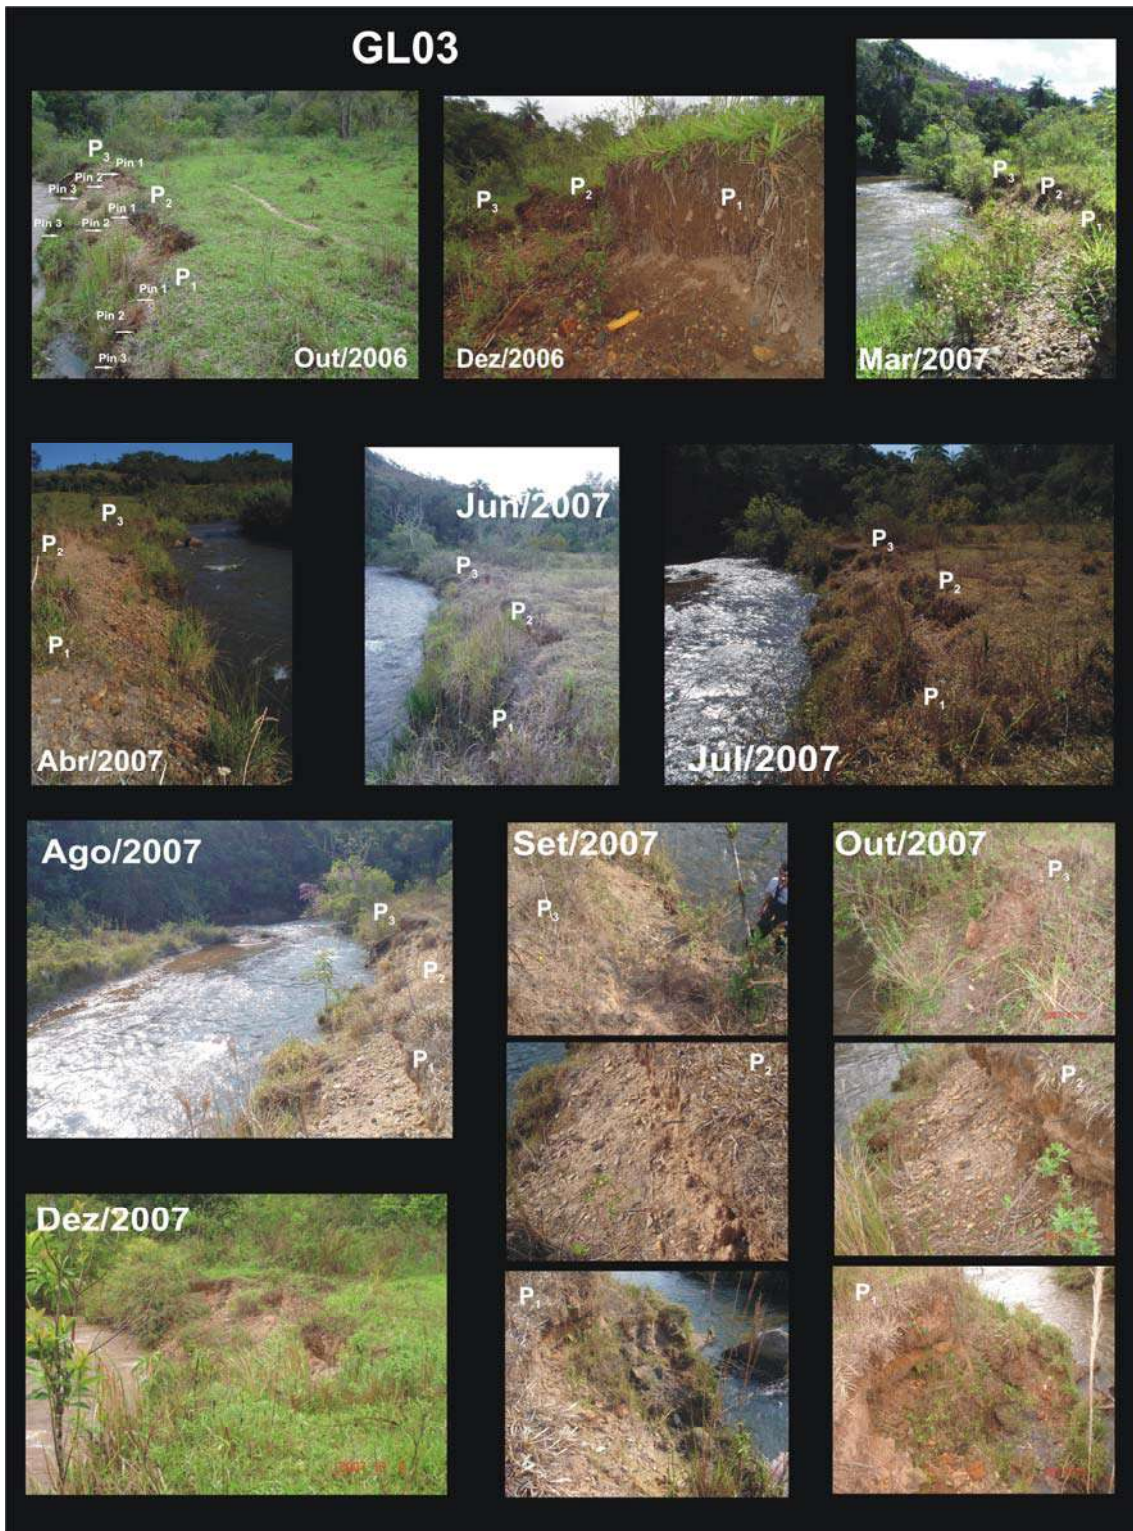 GL03
P3
Pin 1
Pin 2
Pin 3
P2
Pin 1
Pin 2
Pin 3
P1
Pin 1
Pin 2
Pin 3
Out/2006
P3
P2
P1
Dez/2006
P3
P2
P1
Mar/2007
P3
P2
P1
Abr/2007
Jun/2007
P3
P2
P1
P3
P2
P1
Jul/2007
Ago/2007
P3
P2
P1
Set/2007
P3
P2
P1
Out/2007
P3
P2
P1
Dez/2007